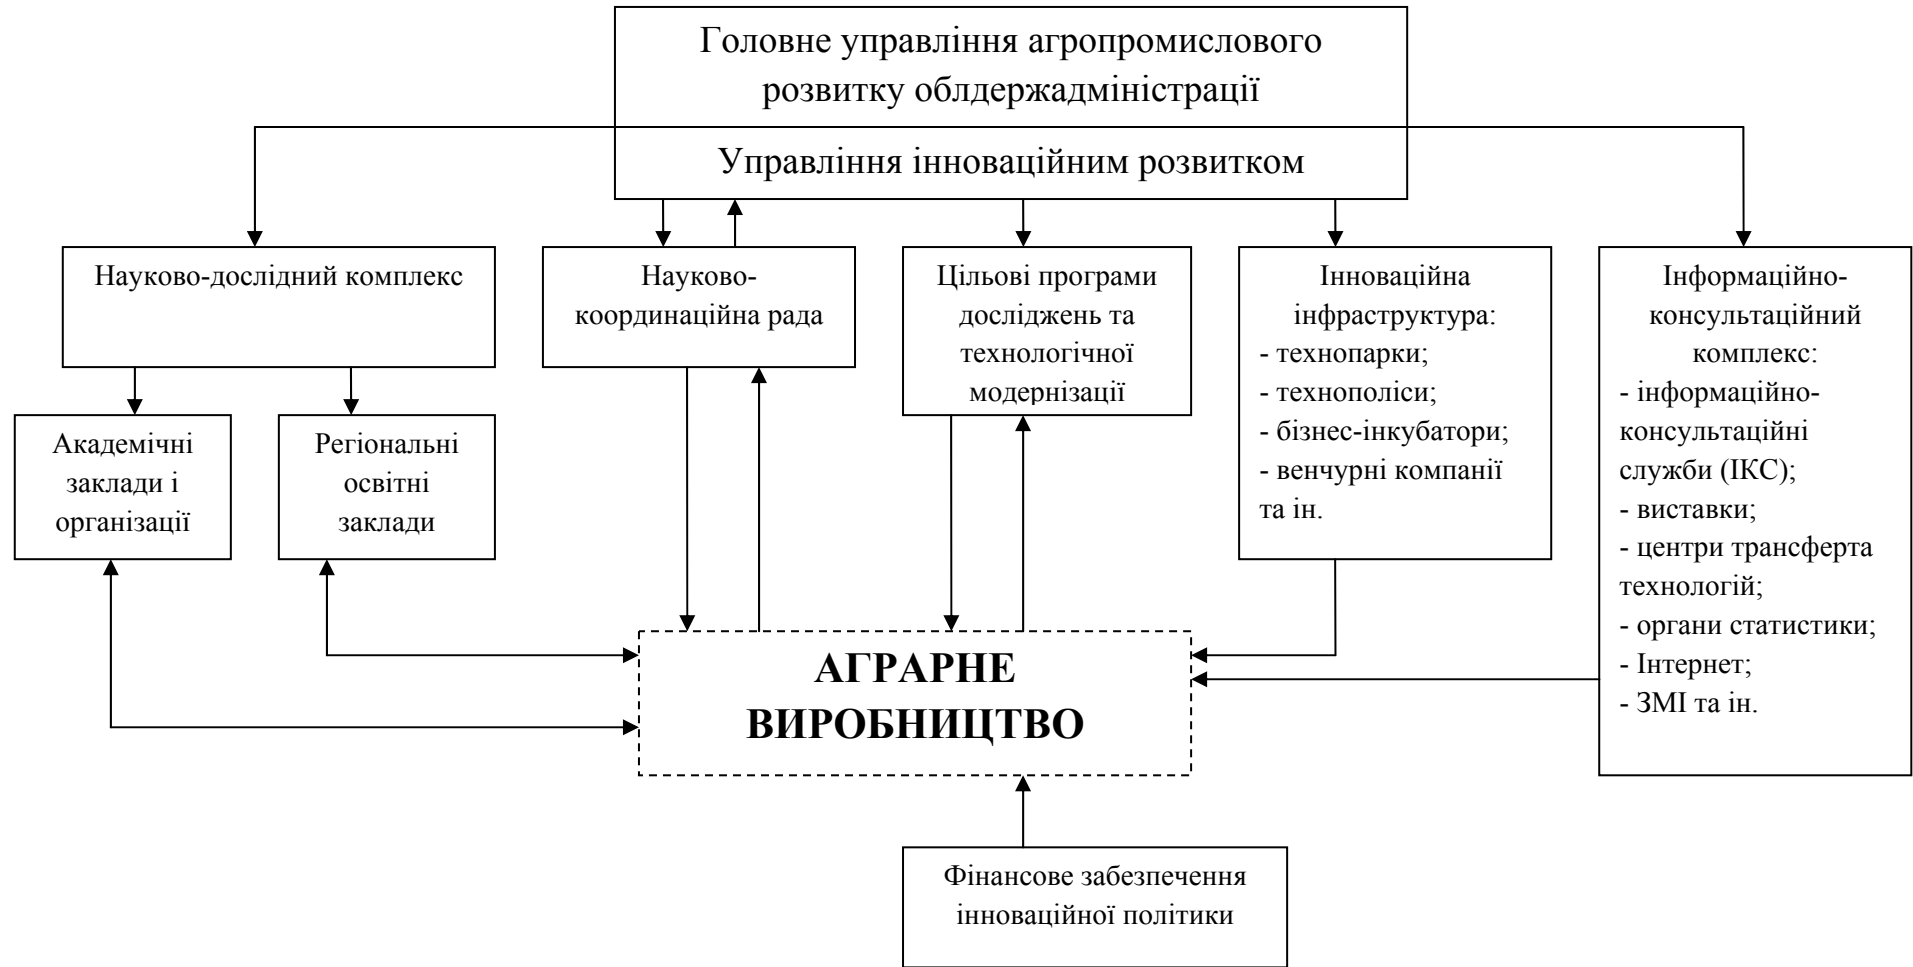 Головне управління агропромислового
розвитку облдержадміністрації
Управління інноваційним розвитком
Науково-дослідний комплекс
Науково-
координаційна рада
Цільові програми
досліджень та
технологічної
модернізації
Інноваційна
інфраструктура:
- технопарки;
- технополіси;
- бізнес-інкубатори;
- венчурні компанії
та ін.
Інформаційно-
консультаційний
комплекс:
- інформаційно-
консультаційні
служби (ІКС);
- виставки;
- центри трансферта
технологій;
- органи статистики;
- Інтернет;
- ЗМІ та ін.
Академічні
заклади і
організації
Регіональні
освітні
заклади
АГРАРНЕ
ВИРОБНИЦТВО
Фінансове забезпечення
інноваційної політики